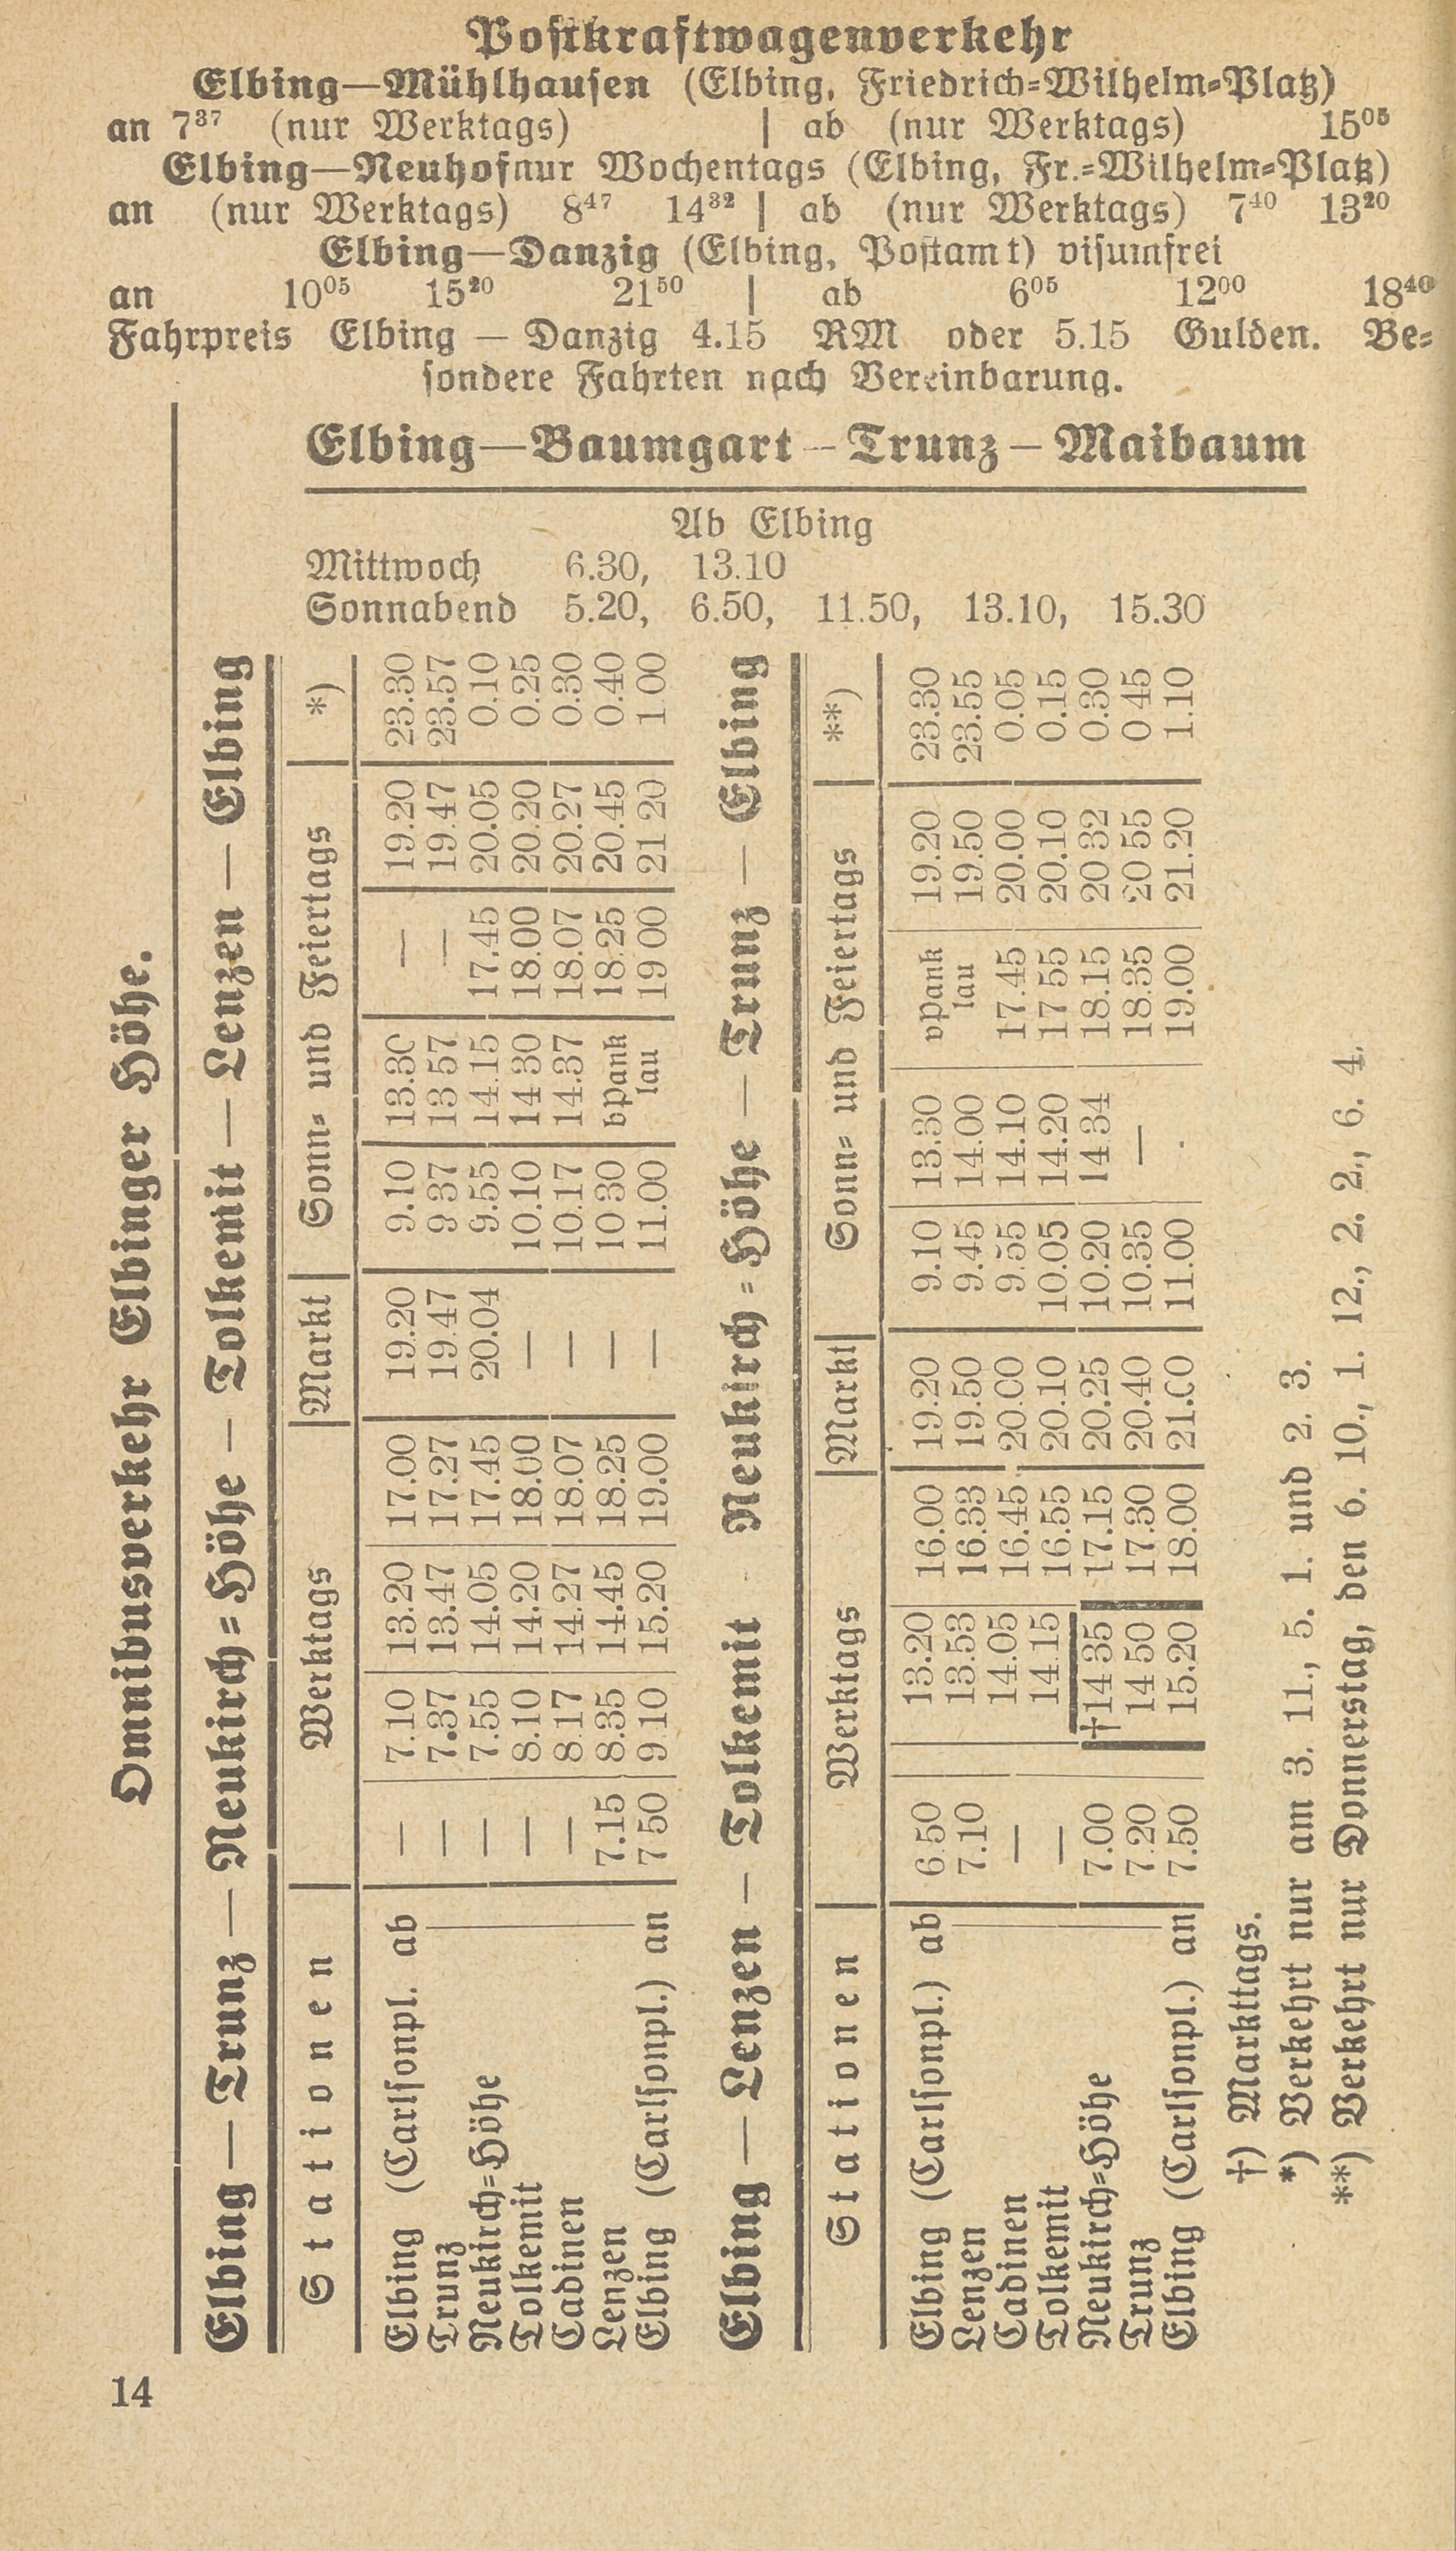 Postkraftwagenverkehr
Elbing—Mühlhausen (Elbing, Friedrich=Wilhelm=Platz)
an 7³⁷ (nur Werktags) | ab (nur Werktags) 15⁰⁵
Elbing—Neuhofnur Wochentags (Elbing, Fr.=Wilhelm=Platz)
an (nur Werktags) 8⁴⁷ 14³² | ab (nur Werktags) 7⁴⁰ 13²⁰
Elbing—Danzig (Elbing, Postamt) visumfrei
an 10⁰⁵ 15²⁰ 21⁵⁰ | ab 6⁰⁵ 12⁰⁰ 18⁴⁰
Fahrpreis Elbing — Danzig 4.15 RM oder 5.15 Gulden. Be=
sondere Fahrten nach Vereinbarung.
Elbing—Baumgart—Trunz—Maibaum
Ab Elbing
Mittwoch 6.30, 13.10
Sonnabend 5.20, 6.50, 11.50, 13.10, 15.30
Omnibusverkehr Elbinger Höhe.
Elbing — Trunz — Neukirch=Höhe — Tolkemit — Lenzen — Elbing
Stationen | Werktags | Markt | Sonn= und Feiertags | *)
Elbing (Carlsonpl.) ab | — | 7.10 | 13.20 | 17.00 | 19.20 | 9.10 | 13.30 | — | 19.20 | 23.30
Trunz | — | 7.37 | 13.47 | 17.27 | 19.47 | 9 37 | 13 57 | — | 19.47 | 23.57
Neukirch=Höhe | — | 7.55 | 14.05 | 17.45 | 20.04 | 9.55 | 14.15 | 17.45 | 20.05 | 0.10
Tolkemit | — | 8.10 | 14.20 | 18.00 | — | 10.10 | 14 30 | 18.00 | 20.20 | 0.25
Cadinen | — | 8.17 | 14.27 | 18.07 | — | 10.17 | 14.37 | 18.07 | 20.27 | 0.30
Lenzen | 7.15 | 8.35 | 14.45 | 18.25 | — | 10 30 | bPank | 18.25 | 20.45 | 0.40
Elbing (Carlsonpl.) an | 7 50 | 9.10 | 15.20 | 19.00 | — | 11.00 | lau | 19 00 | 21 20 | 1 00
Elbing — Lenzen — Tolkemit - Neukirch=Höhe — Trunz — Elbing
Stationen | Werktags | Markt | Sonn= und Feiertags | **)
Elbing (Carlsonpl.) ab | 6.50 | 13.20 | 16.00 | 19.20 | 9.10 | 13.30 | vPank | 19.20 | 23.30
Lenzen | 7.10 | 13.53 | 16.33 | 19.50 | 9.45 | 14.00 | lau | 19.50 | 23.55
Cadinen | — | 14.05 | 16.45 | 20.00 | 9.55 | 14.10 | 17.45 | 20.00 | 0.05
Tolkemit | — | 14.15 | 16.55 | 20.10 | 10.05 | 14.20 | 17 55 | 20.10 | 0.15
Neukirch=Höhe | 7.00 | †14 35 | 17.15 | 20.25 | 10.20 | 14 34 | 18.15 | 20 32 | 0.30
Trunz | 7.20 | 14 50 | 17.30 | 20.40 | 10.35 | — | 18.35 | 20 55 | 0 45
Elbing (Carlsonpl.) an | 7.50 | 15.20 | 18.00 | 21.00 | 11.00 | . | 19.00 | 21.20 | 1.10
†) Markttags.
*) Verkehrt nur am 3. 11., 5. 1. und 2. 3.
**) Verkehrt nur Donnerstag, den 6. 10., 1. 12., 2. 2., 6. 4.
14